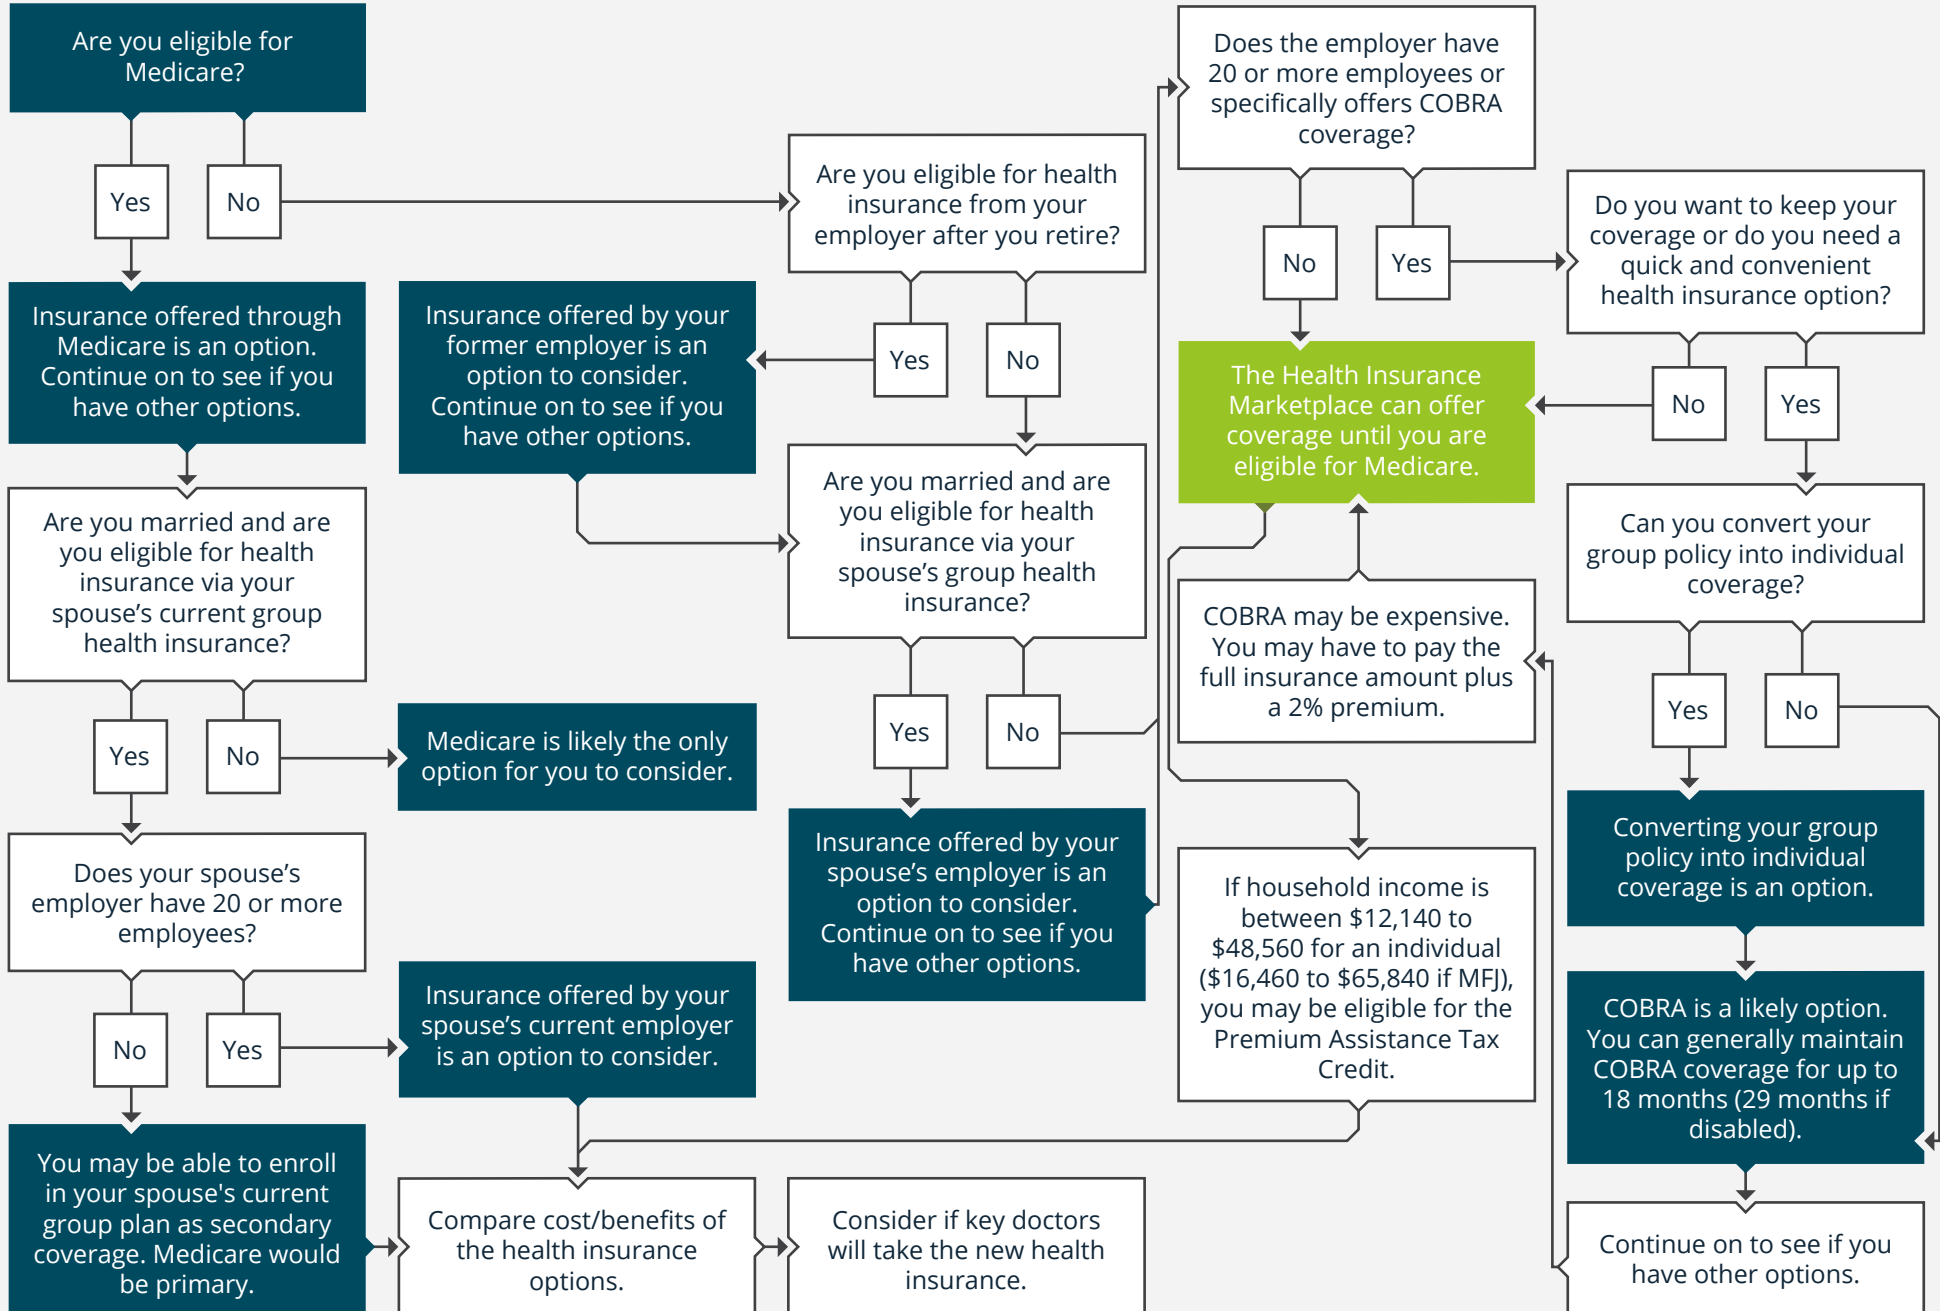 Are you eligible for
Medicare?
Yes
No
Insurance offered through
Medicare is an option.
Continue on to see if you
have other options.
Are you married and are
you eligible for health
insurance via your
spouse’s current group
health insurance?
Yes
No
Medicare is likely the only
option for you to consider.
Does your spouse’s
employer have 20 or more
employees?
No
Yes
Insurance offered by your
spouse’s current employer
is an option to consider.
You may be able to enroll
in your spouse's current
group plan as secondary
coverage. Medicare would
be primary.
Compare cost/benefits of
the health insurance
options.
Consider if key doctors
will take the new health
insurance.
Are you eligible for health
insurance from your
employer after you retire?
Yes
No
Insurance offered by your
former employer is an
option to consider.
Continue on to see if you
have other options.
Are you married and are
you eligible for health
insurance via your
spouse’s group health
insurance?
Yes
No
Insurance offered by your
spouse’s employer is an
option to consider.
Continue on to see if you
have other options.
Does the employer have
20 or more employees or
specifically offers COBRA
coverage?
No
Yes
The Health Insurance
Marketplace can offer
coverage until you are
eligible for Medicare.
COBRA may be expensive.
You may have to pay the
full insurance amount plus
a 2% premium.
If household income is
between $12,140 to
$48,560 for an individual
($16,460 to $65,840 if MFJ),
you may be eligible for the
Premium Assistance Tax
Credit.
Do you want to keep your
coverage or do you need a
quick and convenient
health insurance option?
No
Yes
Can you convert your
group policy into individual
coverage?
Yes
No
Converting your group
policy into individual
coverage is an option.
COBRA is a likely option.
You can generally maintain
COBRA coverage for up to
18 months (29 months if
disabled).
Continue on to see if you
have other options.